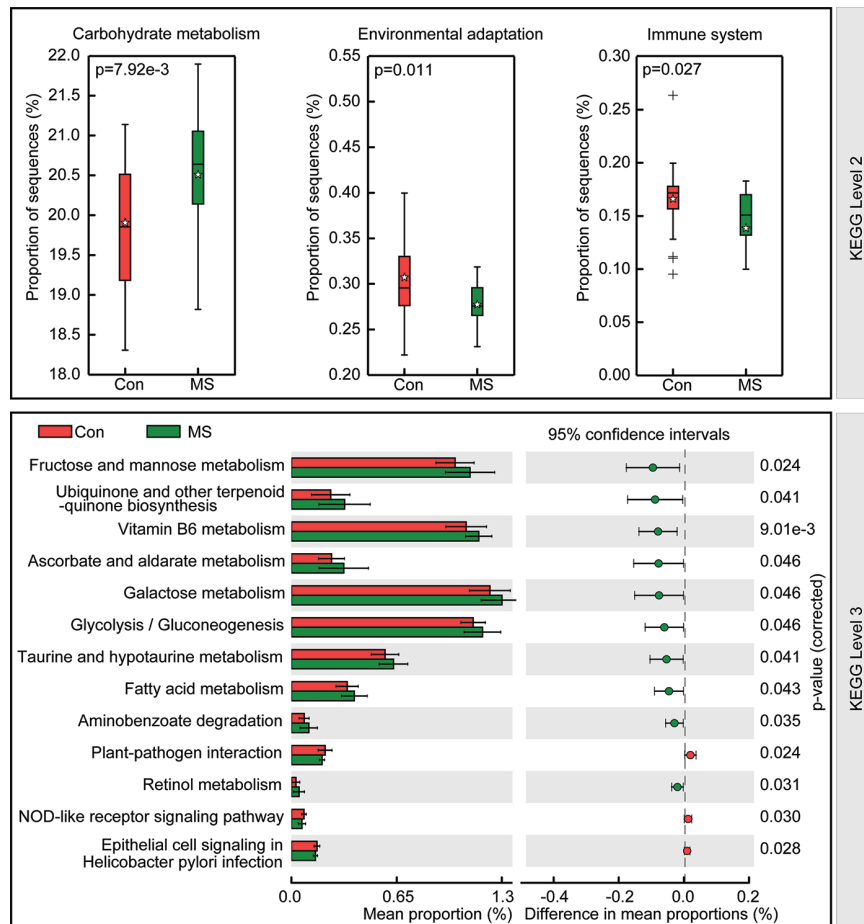 Carbohydrate metabolism
Environmental adaptation
Immune system
Proportion of sequences (%)
22.0
21.5
21.0
20.5
20.0
19.5
19.0
18.5
18.0
p=7.92e-3
Con
MS
Proportion of sequences (%)
0.55
0.50
0.45
0.40
0.35
0.30
0.25
0.20
p=0.011
Con
MS
Proportion of sequences (%)
0.30
0.20
0.15
0.10
0.05
0.00
p=0.027
Con
MS
KEGG Level 2
Con
MS
95% confidence intervals
Fructose and mannose metabolism
0.024
Ubiquinone and other terpenoid
-quinone biosynthesis
0.041
Vitamin B6 metabolism
9.01e-3
Ascorbate and aldarate metabolism
0.046
Galactose metabolism
0.046
Glycolysis / Gluconeogenesis
0.046
Taurine and hypotaurine metabolism
0.041
Fatty acid metabolism
0.043
Aminobenzoate degradation
0.035
Plant-pathogen interaction
0.024
Retinol metabolism
0.031
NOD-like receptor signaling pathway
0.030
Epithelial cell signaling in
Helicobacter pylori infection
0.028
p-value (corrected)
KEGG Level 3
0.0
0.65
1.3
Mean proportion (%)
-0.4
-0.2
0.0
0.2
Difference in mean proportions (%)